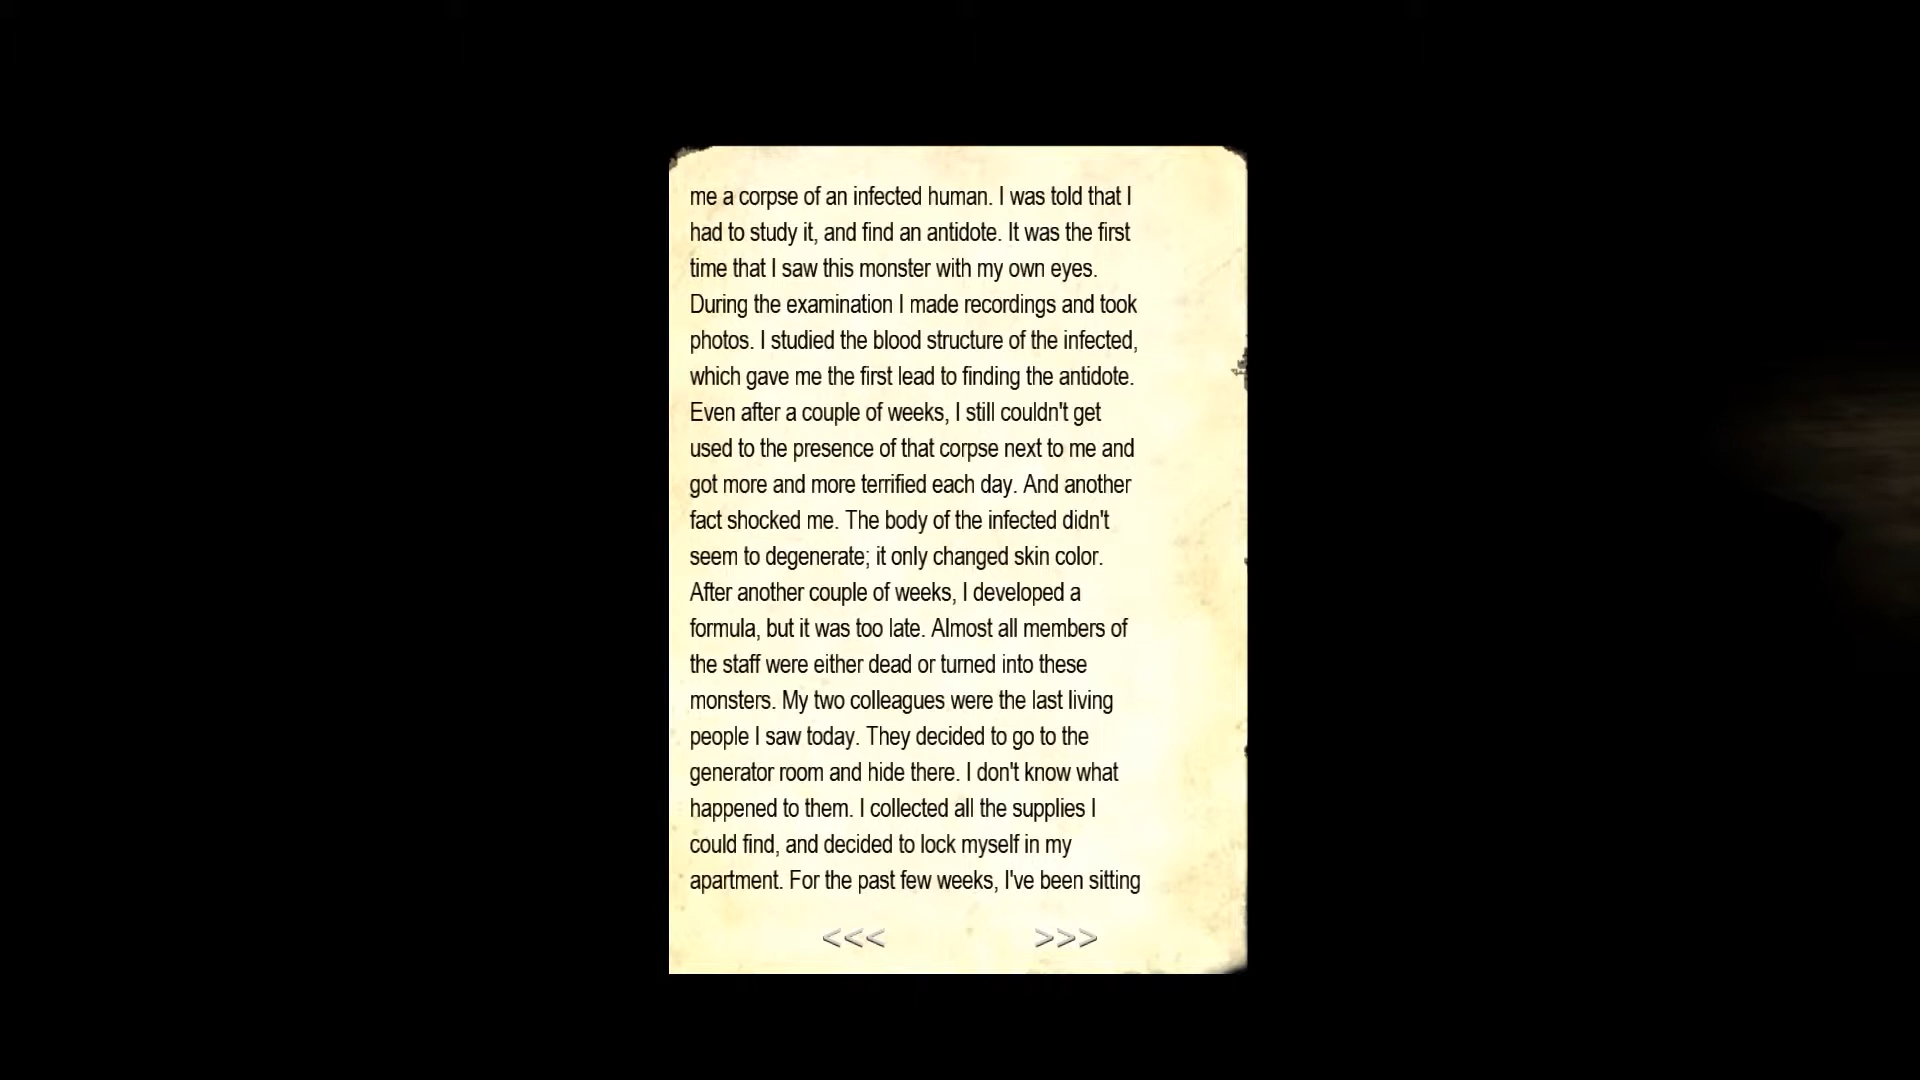 me a corpse of an infected human. I was told that I
had to study it, and find an antidote. It was the first
time that I saw this monster with my own eyes.
During the examination I made recordings and took
photos. I studied the blood structure of the infected,
which gave me the first lead to finding the antidote.
Even after a couple of weeks, I still couldn't get
used to the presence of that corpse next to me and
got more and more terrified each day. And another
fact shocked me. The body of the infected didn't
seem to degenerate; it only changed skin color.
After another couple of weeks, I developed a
formula, but it was too late. Almost all members of
the staff were either dead or turned into these
monsters. My two colleagues were the last living
people I saw today. They decided to go to the
generator room and hide there. I don't know what
happened to them. I collected all the supplies I
could find, and decided to lock myself in my
apartment. For the past few weeks, I've been sitting
<<< >>>